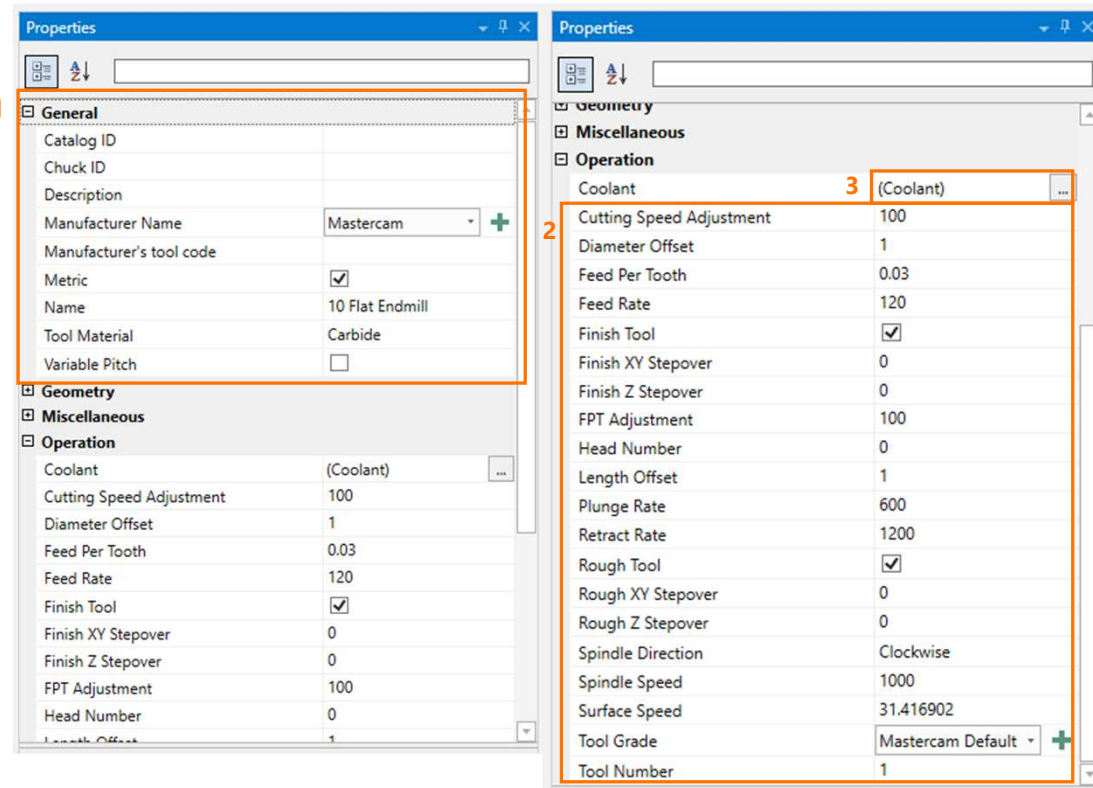 Properties
1
General
Catalog ID
Chuck ID
Description
Manufacturer Name Mastercam
Manufacturer's tool code
Metric
Name 10 Flat Endmill
Tool Material Carbide
Variable Pitch
Geometry
Miscellaneous
Operation
Coolant (Coolant) ...
Cutting Speed Adjustment 100
Diameter Offset 1
Feed Per Tooth 0.03
Feed Rate 120
Finish Tool
Finish XY Stepover 0
Finish Z Stepover 0
FPT Adjustment 100
Head Number 0
Length Offset 1
Properties
Geometry
Miscellaneous
Operation
Coolant 3 (Coolant) ...
2
Cutting Speed Adjustment 100
Diameter Offset 1
Feed Per Tooth 0.03
Feed Rate 120
Finish Tool
Finish XY Stepover 0
Finish Z Stepover 0
FPT Adjustment 100
Head Number 0
Length Offset 1
Plunge Rate 600
Retract Rate 1200
Rough Tool
Rough XY Stepover 0
Rough Z Stepover 0
Spindle Direction Clockwise
Spindle Speed 1000
Surface Speed 31.416902
Tool Grade Mastercam Default
Tool Number 1